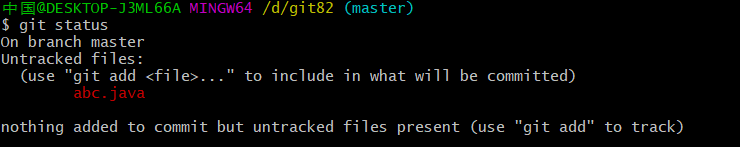 中国@DESKTOP-J3ML66A MINGW64 /d/git82 (master)
$ git status
On branch master
Untracked files:
  (use "git add <file>..." to include in what will be committed)
        abc.java

nothing added to commit but untracked files present (use "git add" to track)